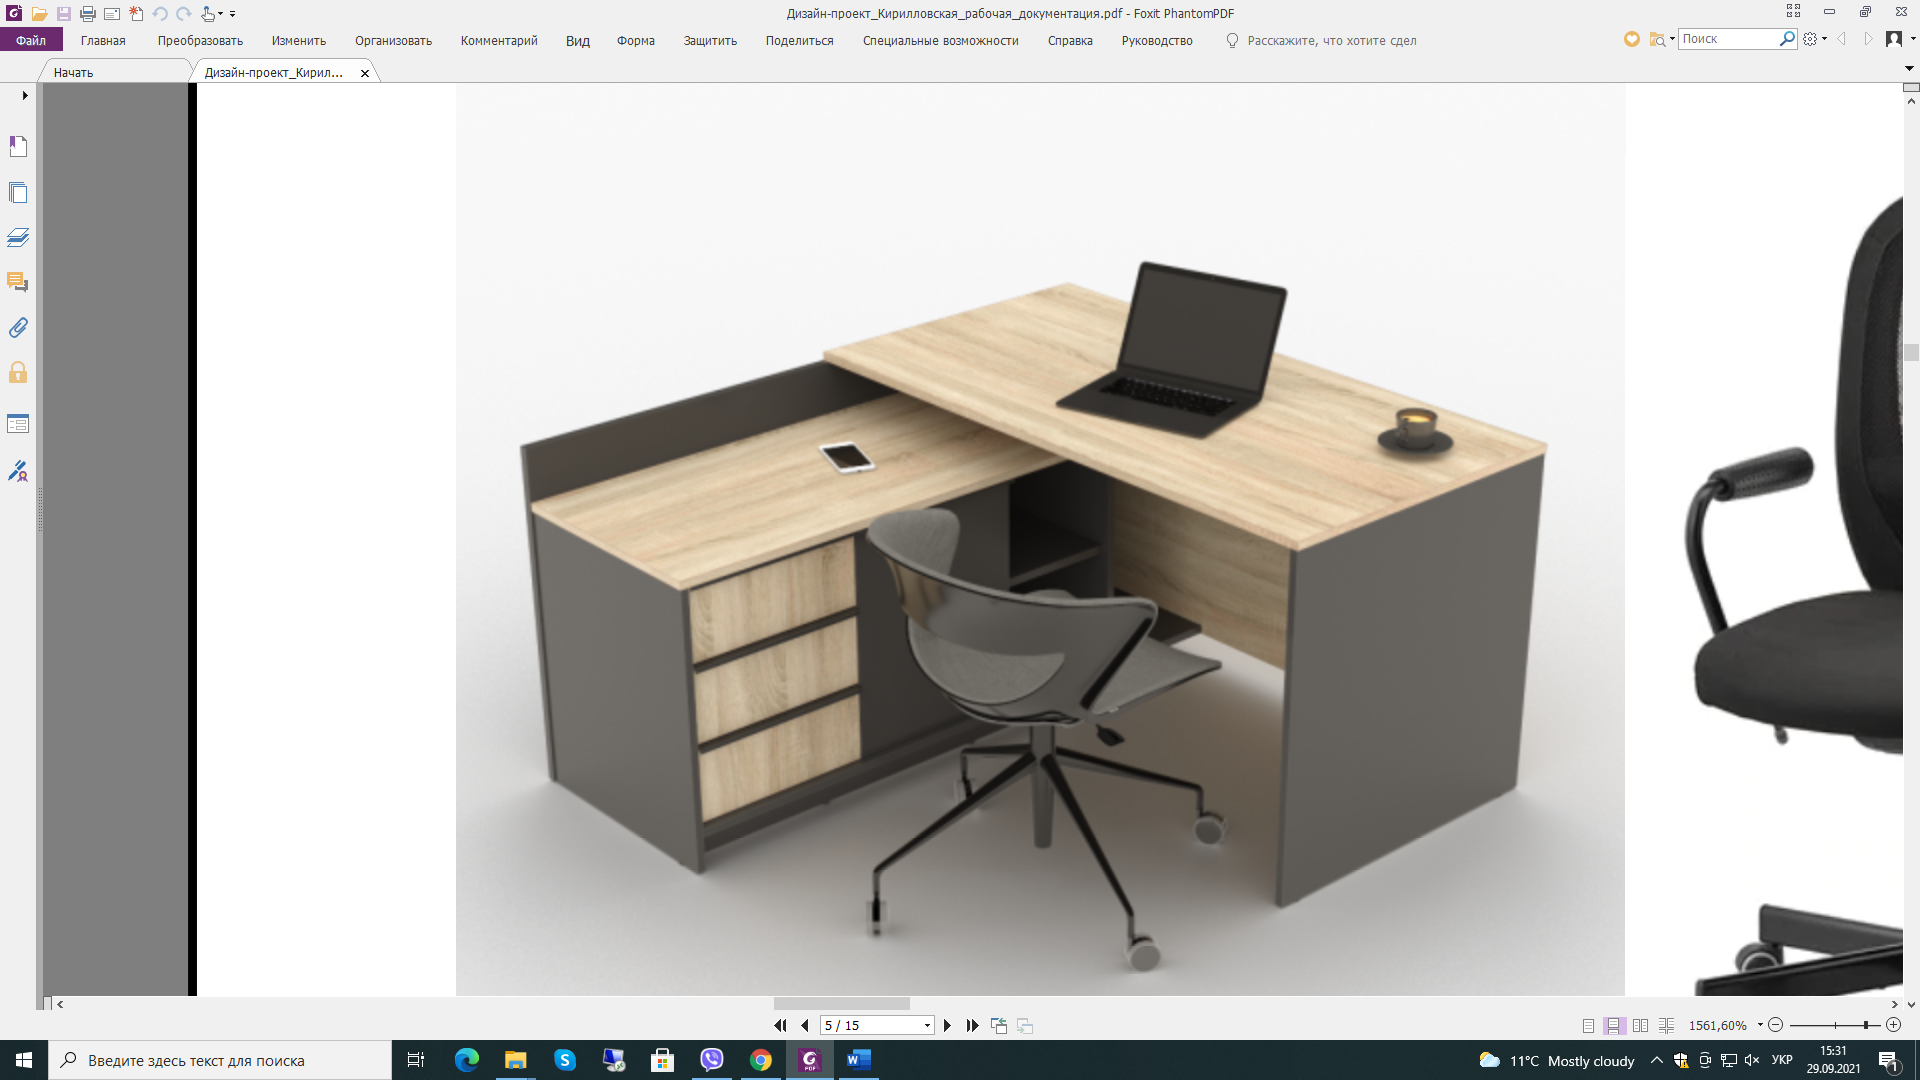 Дизайн-проект_Кирилловская_рабочая_документация.pdf - Foxit PhantomPDF
Файл Главная Преобразовать Изменить Организовать Комментарий Вид Форма Защитить Поделиться Специальные возможности Справка Руководство Расскажите, что хотите сдел Поиск
Начать Дизайн-проект_Кирил...
5 / 15 1561,60%
Введите здесь текст для поиска 11°C Mostly cloudy УКР 15:31
29.09.2021 1